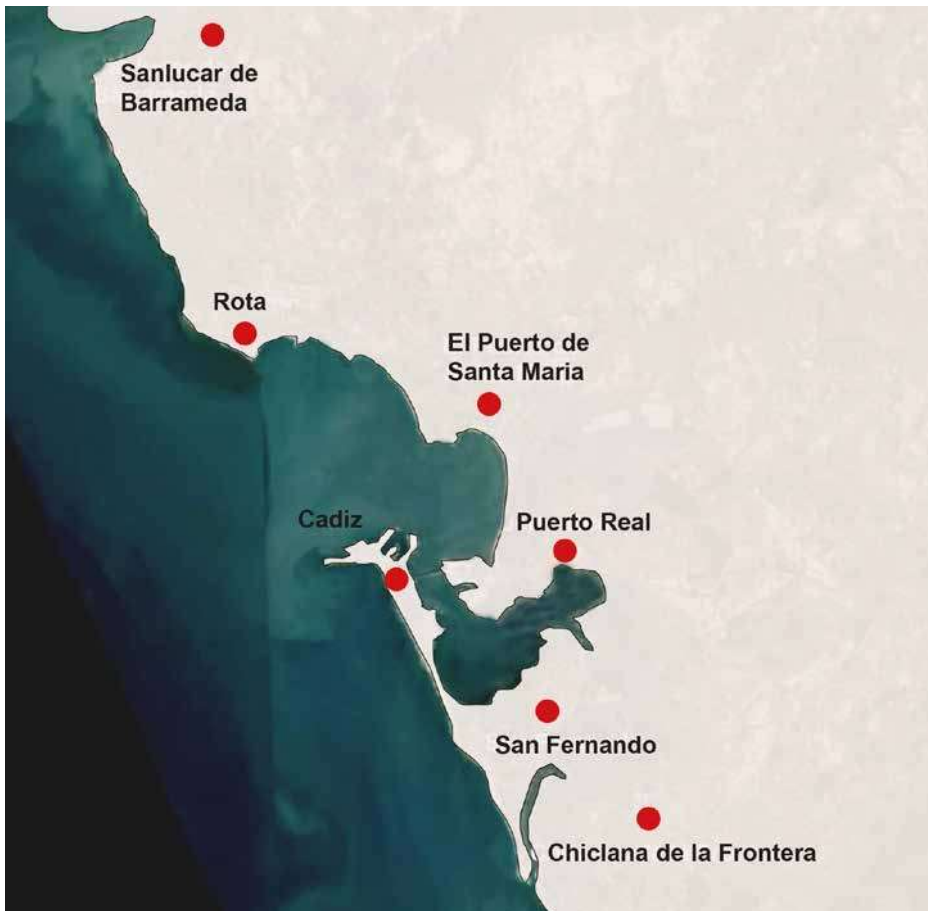 Sanlucar de
Barrameda
Rota
El Puerto de
Santa Maria
Cadiz
Puerto Real
San Fernando
Chiclana de la Frontera